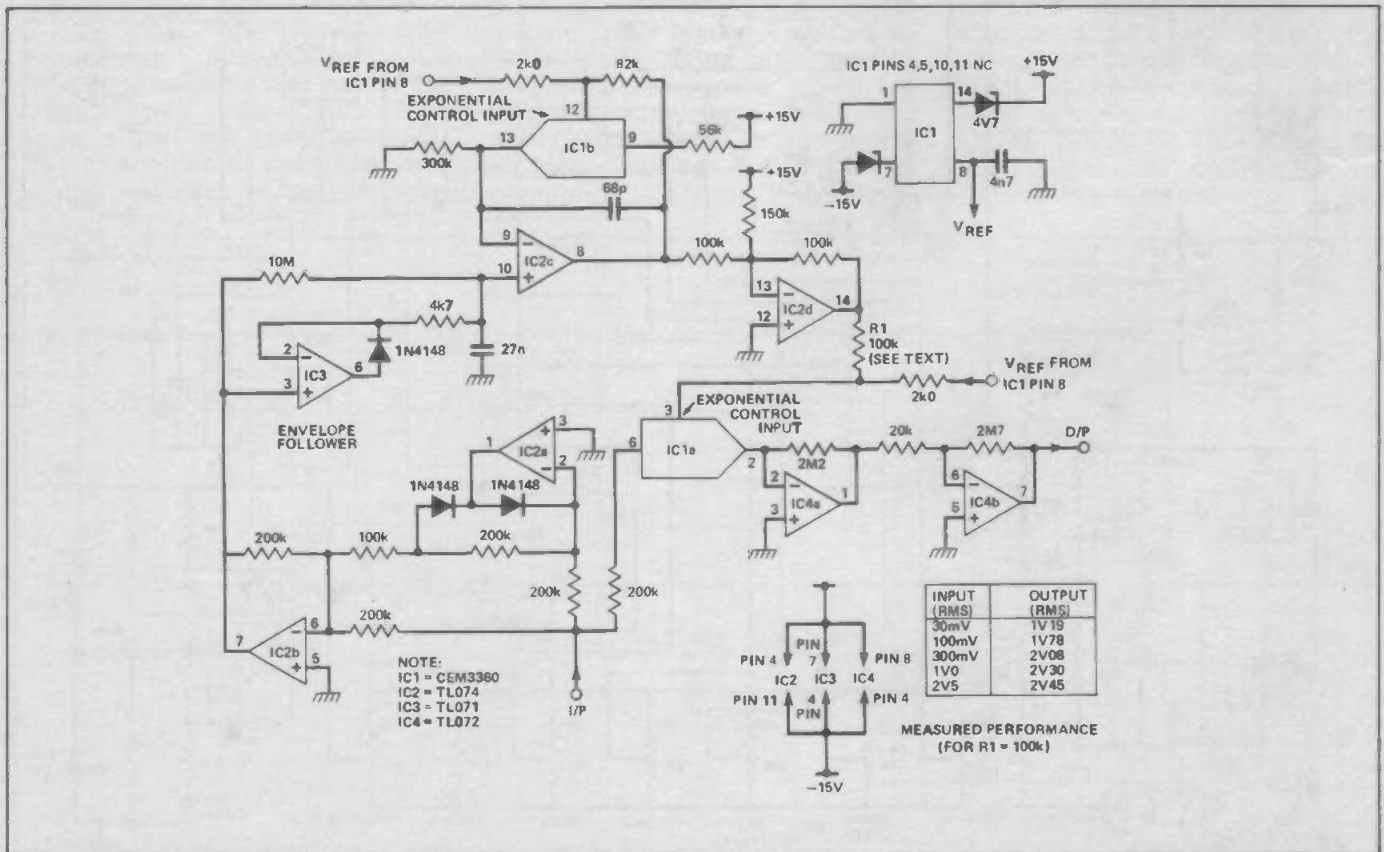 VREF FROM
IC1 PIN 8
2k0
82k
EXPONENTIAL
CONTROL INPUT
12
13
IC1b
9
56k
+15V
300k
68p
IC1 PINS 4,5,10,11 NC
+15V
1
14
4V7
IC1
7
8
4n7
-15V
VREF
+15V
150k
9
10
IC2c
8
100k
100k
13
12
IC2d
14
R1
100k
(SEE TEXT)
VREF FROM
IC1 PIN 8
2k0
10M
4k7
1N4148
27n
2
3
IC3
6
ENVELOPE
FOLLOWER
3
EXPONENTIAL
CONTROL
INPUT
6
IC1a
2
2M2
2
3
IC4a
1
20k
2M7
6
5
IC4b
7
O/P
1
IC2a
3
2
1N4148
1N4148
200k
100k
200k
200k
200k
200k
7
IC2b
6
5
I/P
NOTE:
IC1 = CEM3360
IC2 = TL074
IC3 = TL071
IC4 = TL072
PIN 4
PIN
7
PIN 8
IC2
IC3
IC4
PIN 11
4
PIN
PIN 4
-15V
INPUT
(RMS)
OUTPUT
(RMS)
30mV 1V19
100mV 1V78
300mV 2V08
1V0 2V30
2V5 2V45
MEASURED PERFORMANCE
(FOR R1 = 100k)